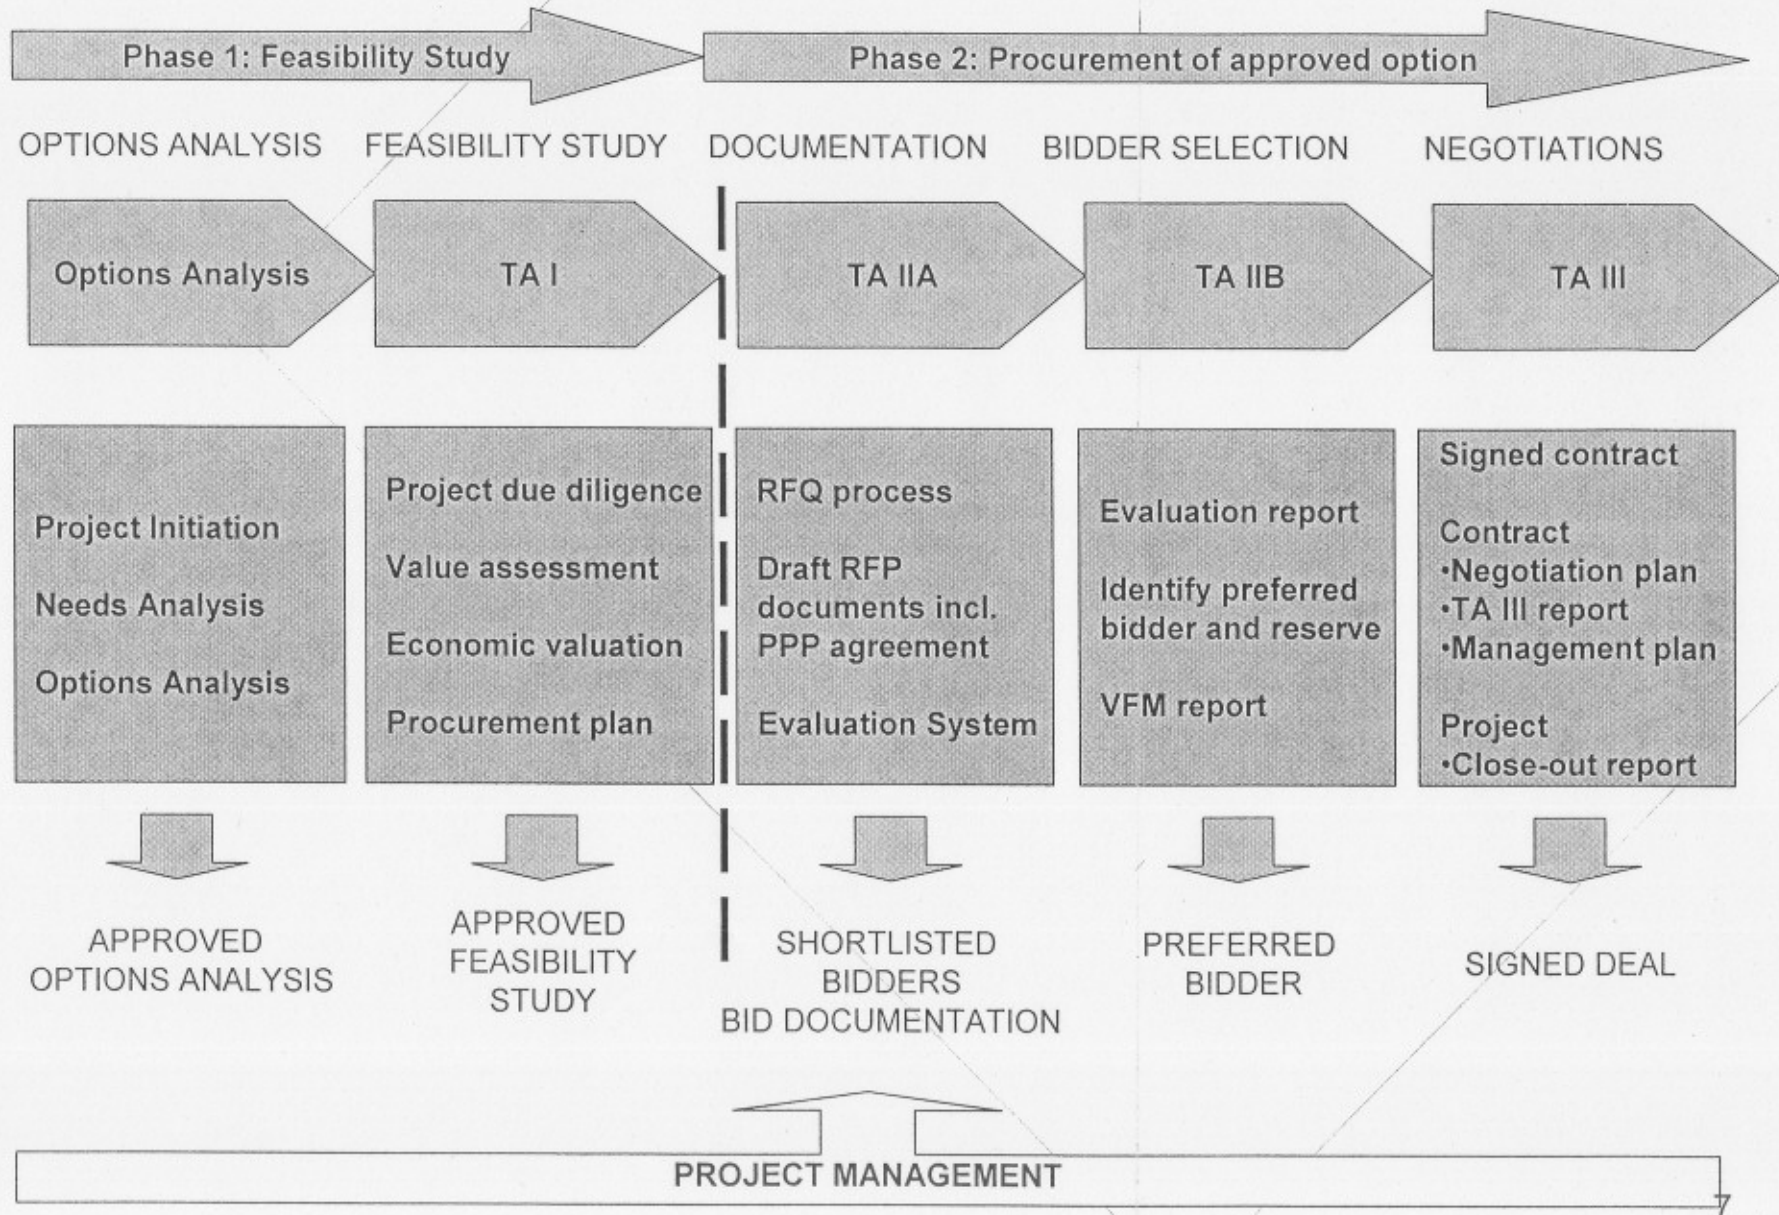 Phase 1: Feasibility Study
Phase 2: Procurement of approved option
OPTIONS ANALYSIS
FEASIBILITY STUDY
DOCUMENTATION
BIDDER SELECTION
NEGOTIATIONS
Options Analysis
TA I
TA IIA
TA IIB
TA III
Project Initiation
Needs Analysis
Options Analysis
Project due diligence
Value assessment
Economic valuation
Procurement plan
RFQ process
Draft RFP
documents incl.
PPP agreement
Evaluation System
Evaluation report
Identify preferred
bidder and reserve
VFM report
Signed contract
Contract
•Negotiation plan
•TA III report
•Management plan
Project
•Close-out report
APPROVED
OPTIONS ANALYSIS
APPROVED
FEASIBILITY
STUDY
SHORTLISTED
BIDDERS
BID DOCUMENTATION
PREFERRED
BIDDER
SIGNED DEAL
PROJECT MANAGEMENT
7